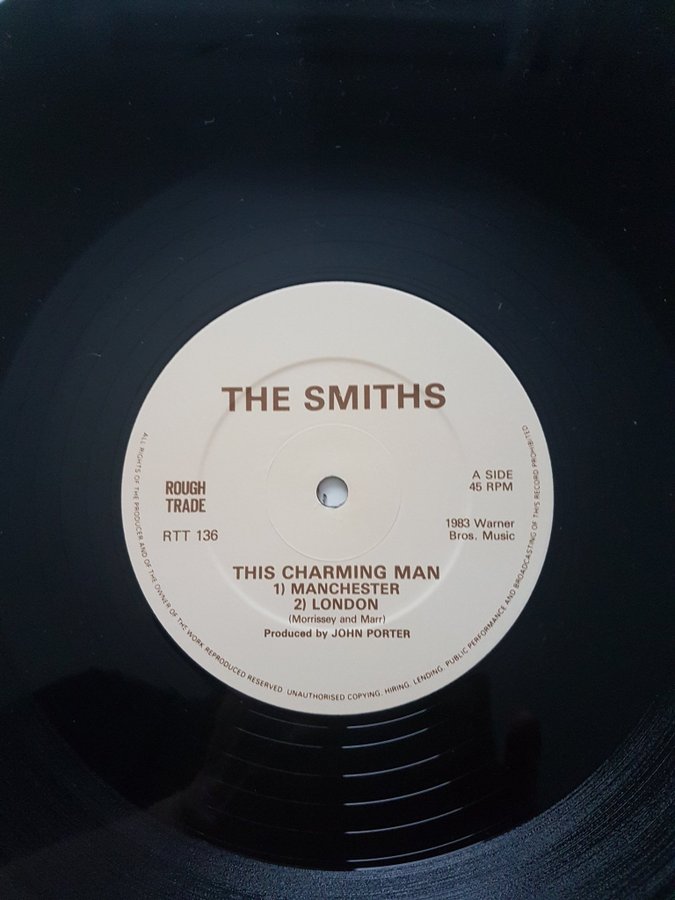 THE SMITHS
ROUGH
TRADE
RTT 136
A SIDE
45 RPM
1983 Warner
Bros. Music
THIS CHARMING MAN
1) MANCHESTER
2) LONDON
(Morrissey and Marr)
Produced by JOHN PORTER
ALL RIGHTS OF THE PRODUCER AND OF THE OWNER OF THE WORK REPRODUCED RESERVED UNAUTHORISED COPYING, HIRING, LENDING, PUBLIC PERFORMANCE AND BROADCASTING OF THIS RECORD PROHIBITED